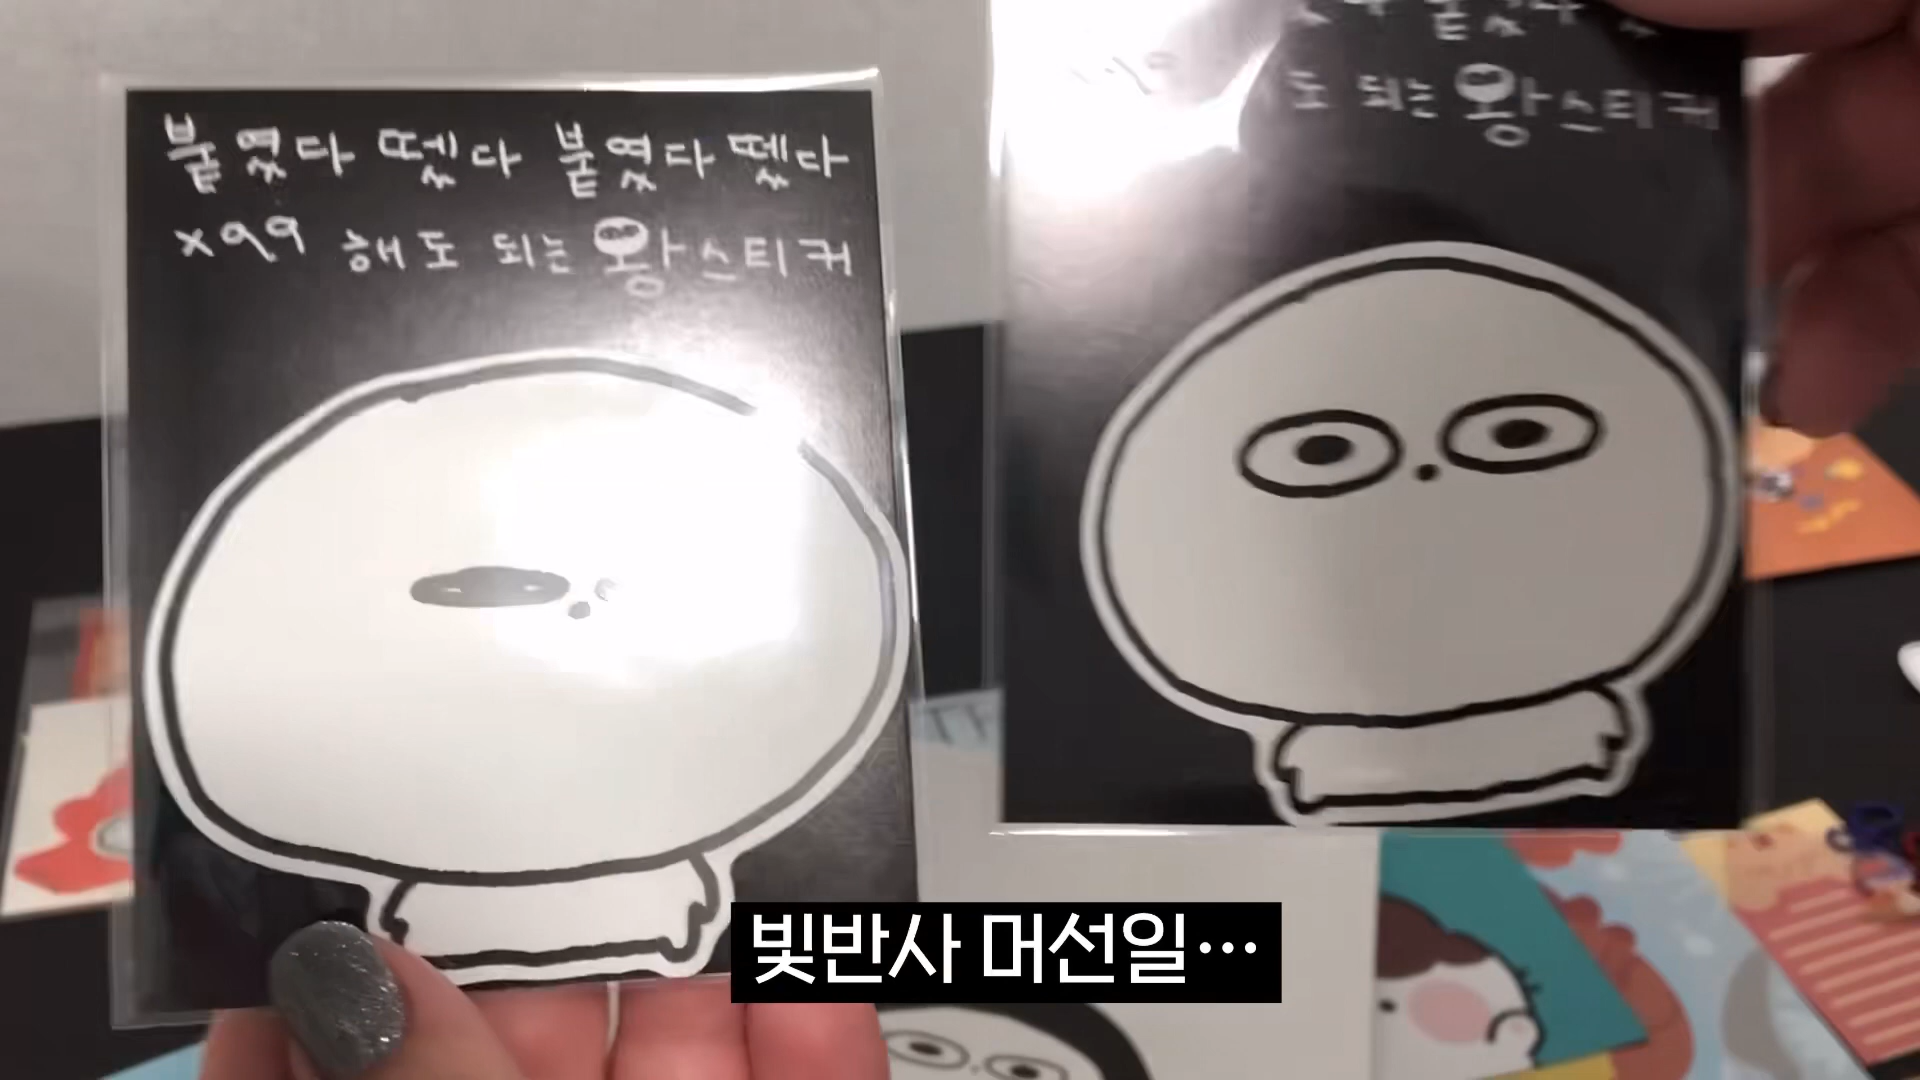 붙였다 뗐다 붙였다 뗐다
x99 해도 되는 왕스티커
도 되는 왕스티커
빛반사 머선일…